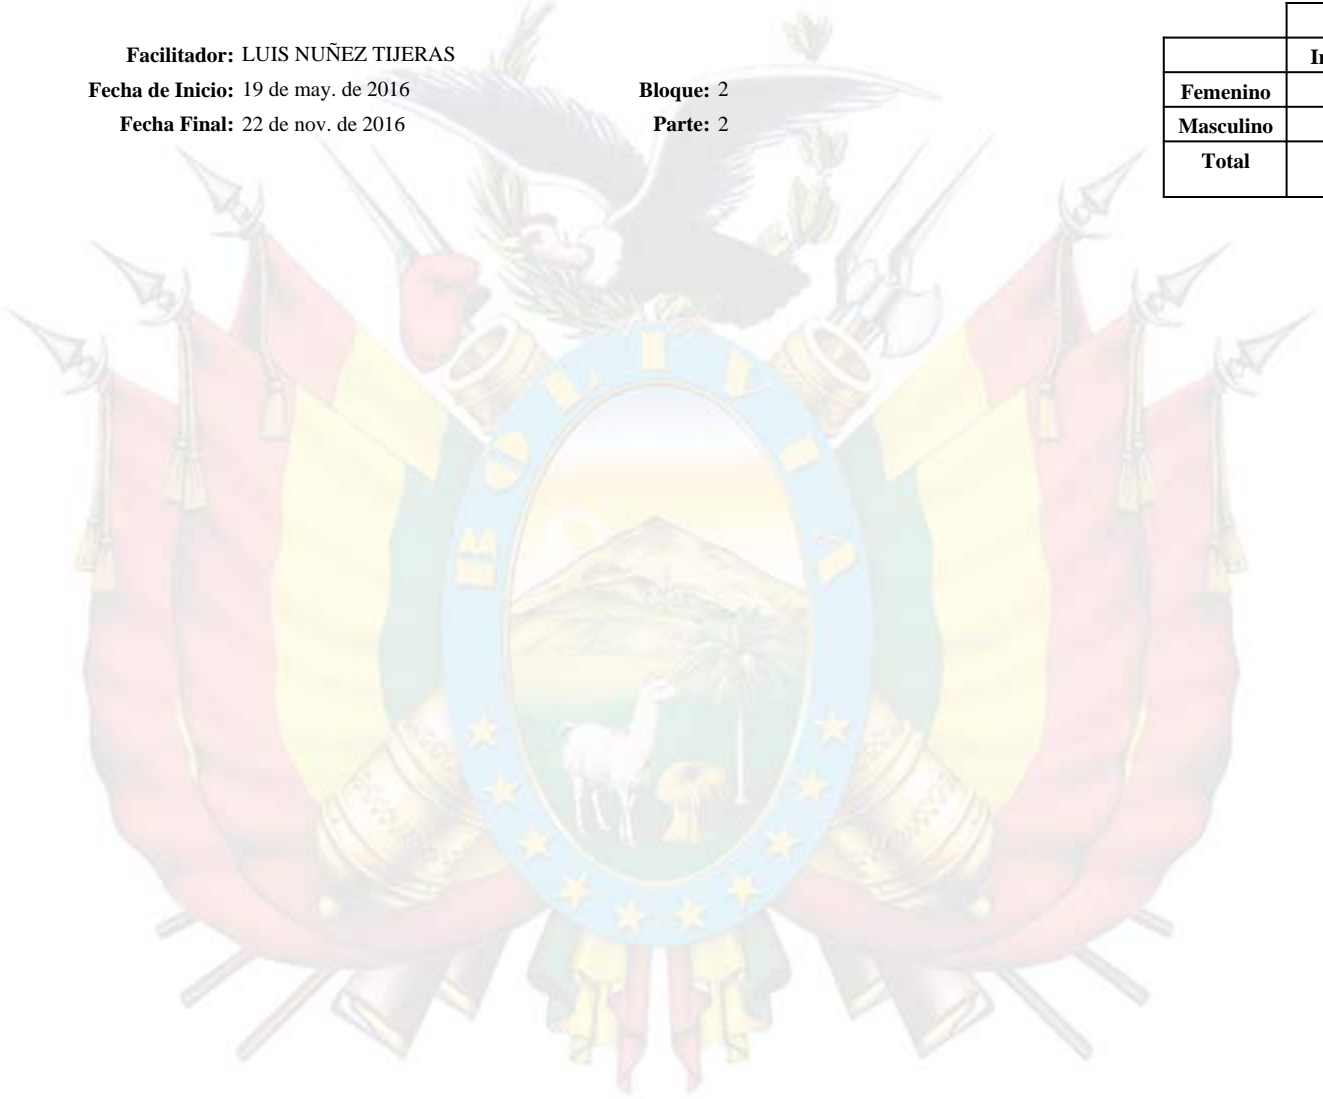 Facilitador: LUIS NUÑEZ TIJERAS
Fecha de Inicio: 19 de may. de 2016
Bloque: 2
Fecha Final: 22 de nov. de 2016
Parte: 2
Femenino
Masculino
Total
BOLIVIA